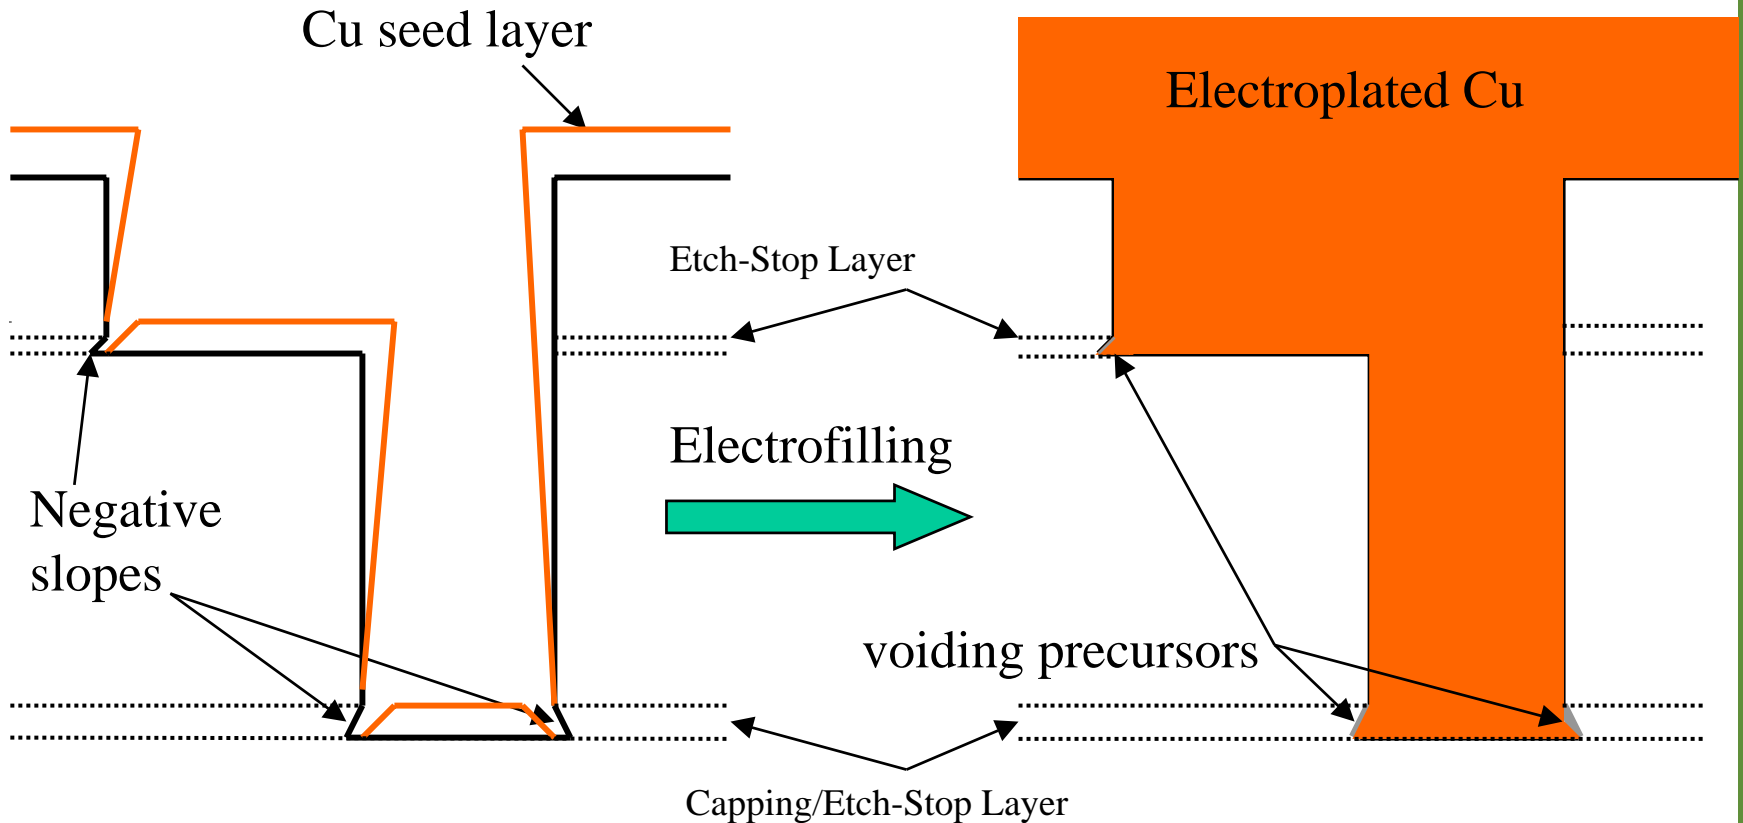 Cu seed layer
Electroplated Cu
Etch-Stop Layer
Electrofilling
Negative
slopes
voiding precursors
Capping/Etch-Stop Layer